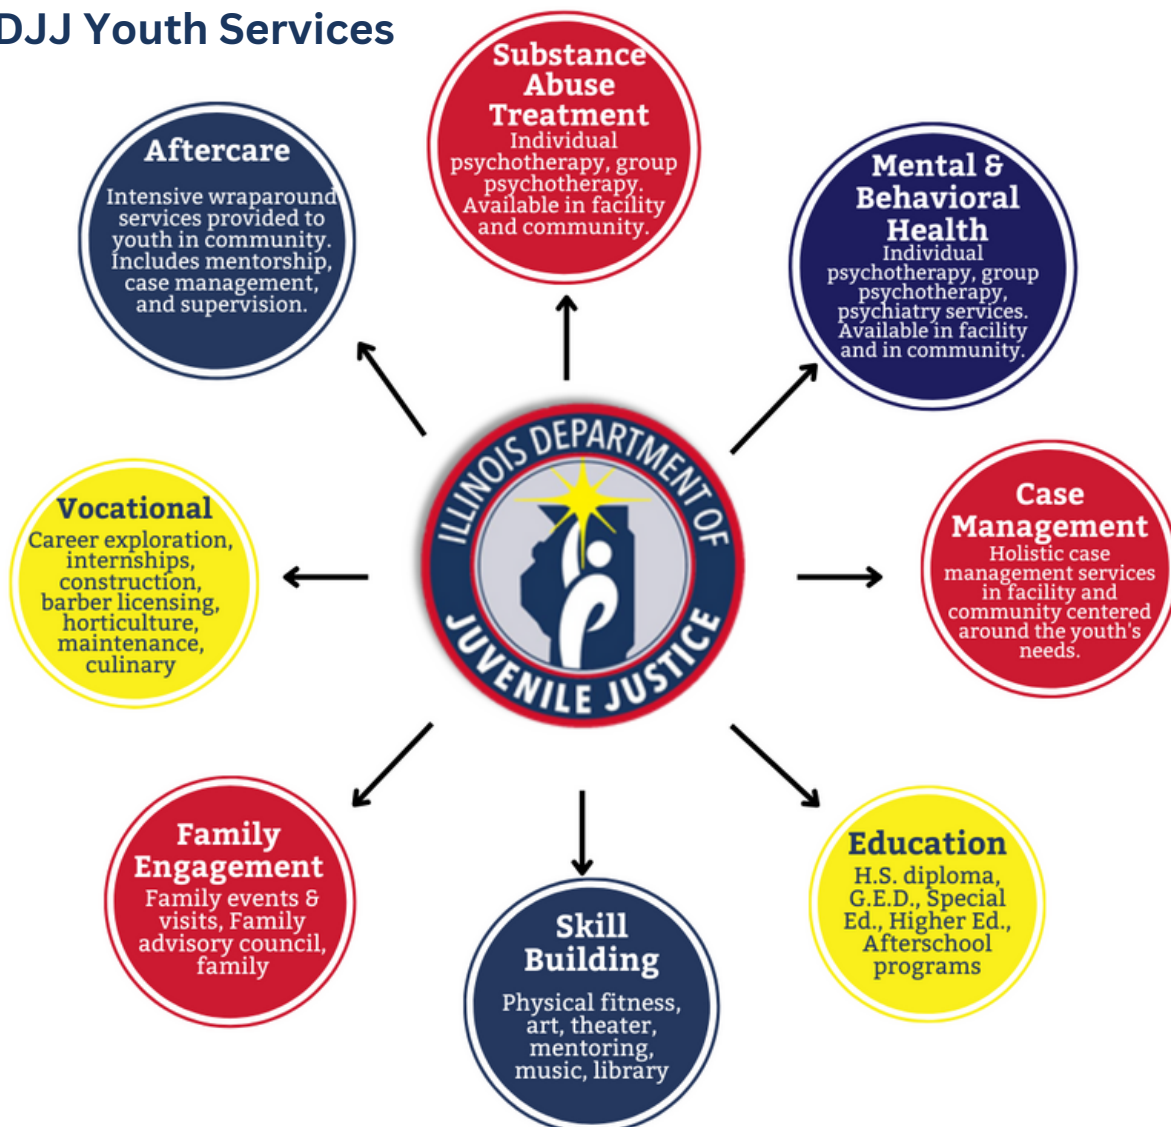 DJJ Youth Services
Substance
Abuse
Treatment
Individual
psychotherapy, group
psychotherapy.
Available in facility
and community.
Aftercare
Intensive wraparound
services provided to
youth in community.
Includes mentorship,
case management,
and supervision.
Mental &
Behavioral
Health
Individual
psychotherapy, group
psychotherapy,
psychiatry services.
Available in facility
and in community.
ILLINOIS DEPARTMENT OF
JUVENILE JUSTICE
Vocational
Career exploration,
internships,
construction,
barber licensing,
horticulture,
maintenance,
culinary
Case
Management
Holistic case
management services
in facility and
community centered
around the youth's
needs.
Family
Engagement
Family events &
visits, Family
advisory council,
family
Skill
Building
Physical fitness,
art, theater,
mentoring,
music, library
Education
H.S. diploma,
G.E.D., Special
Ed., Higher Ed.,
Afterschool
programs